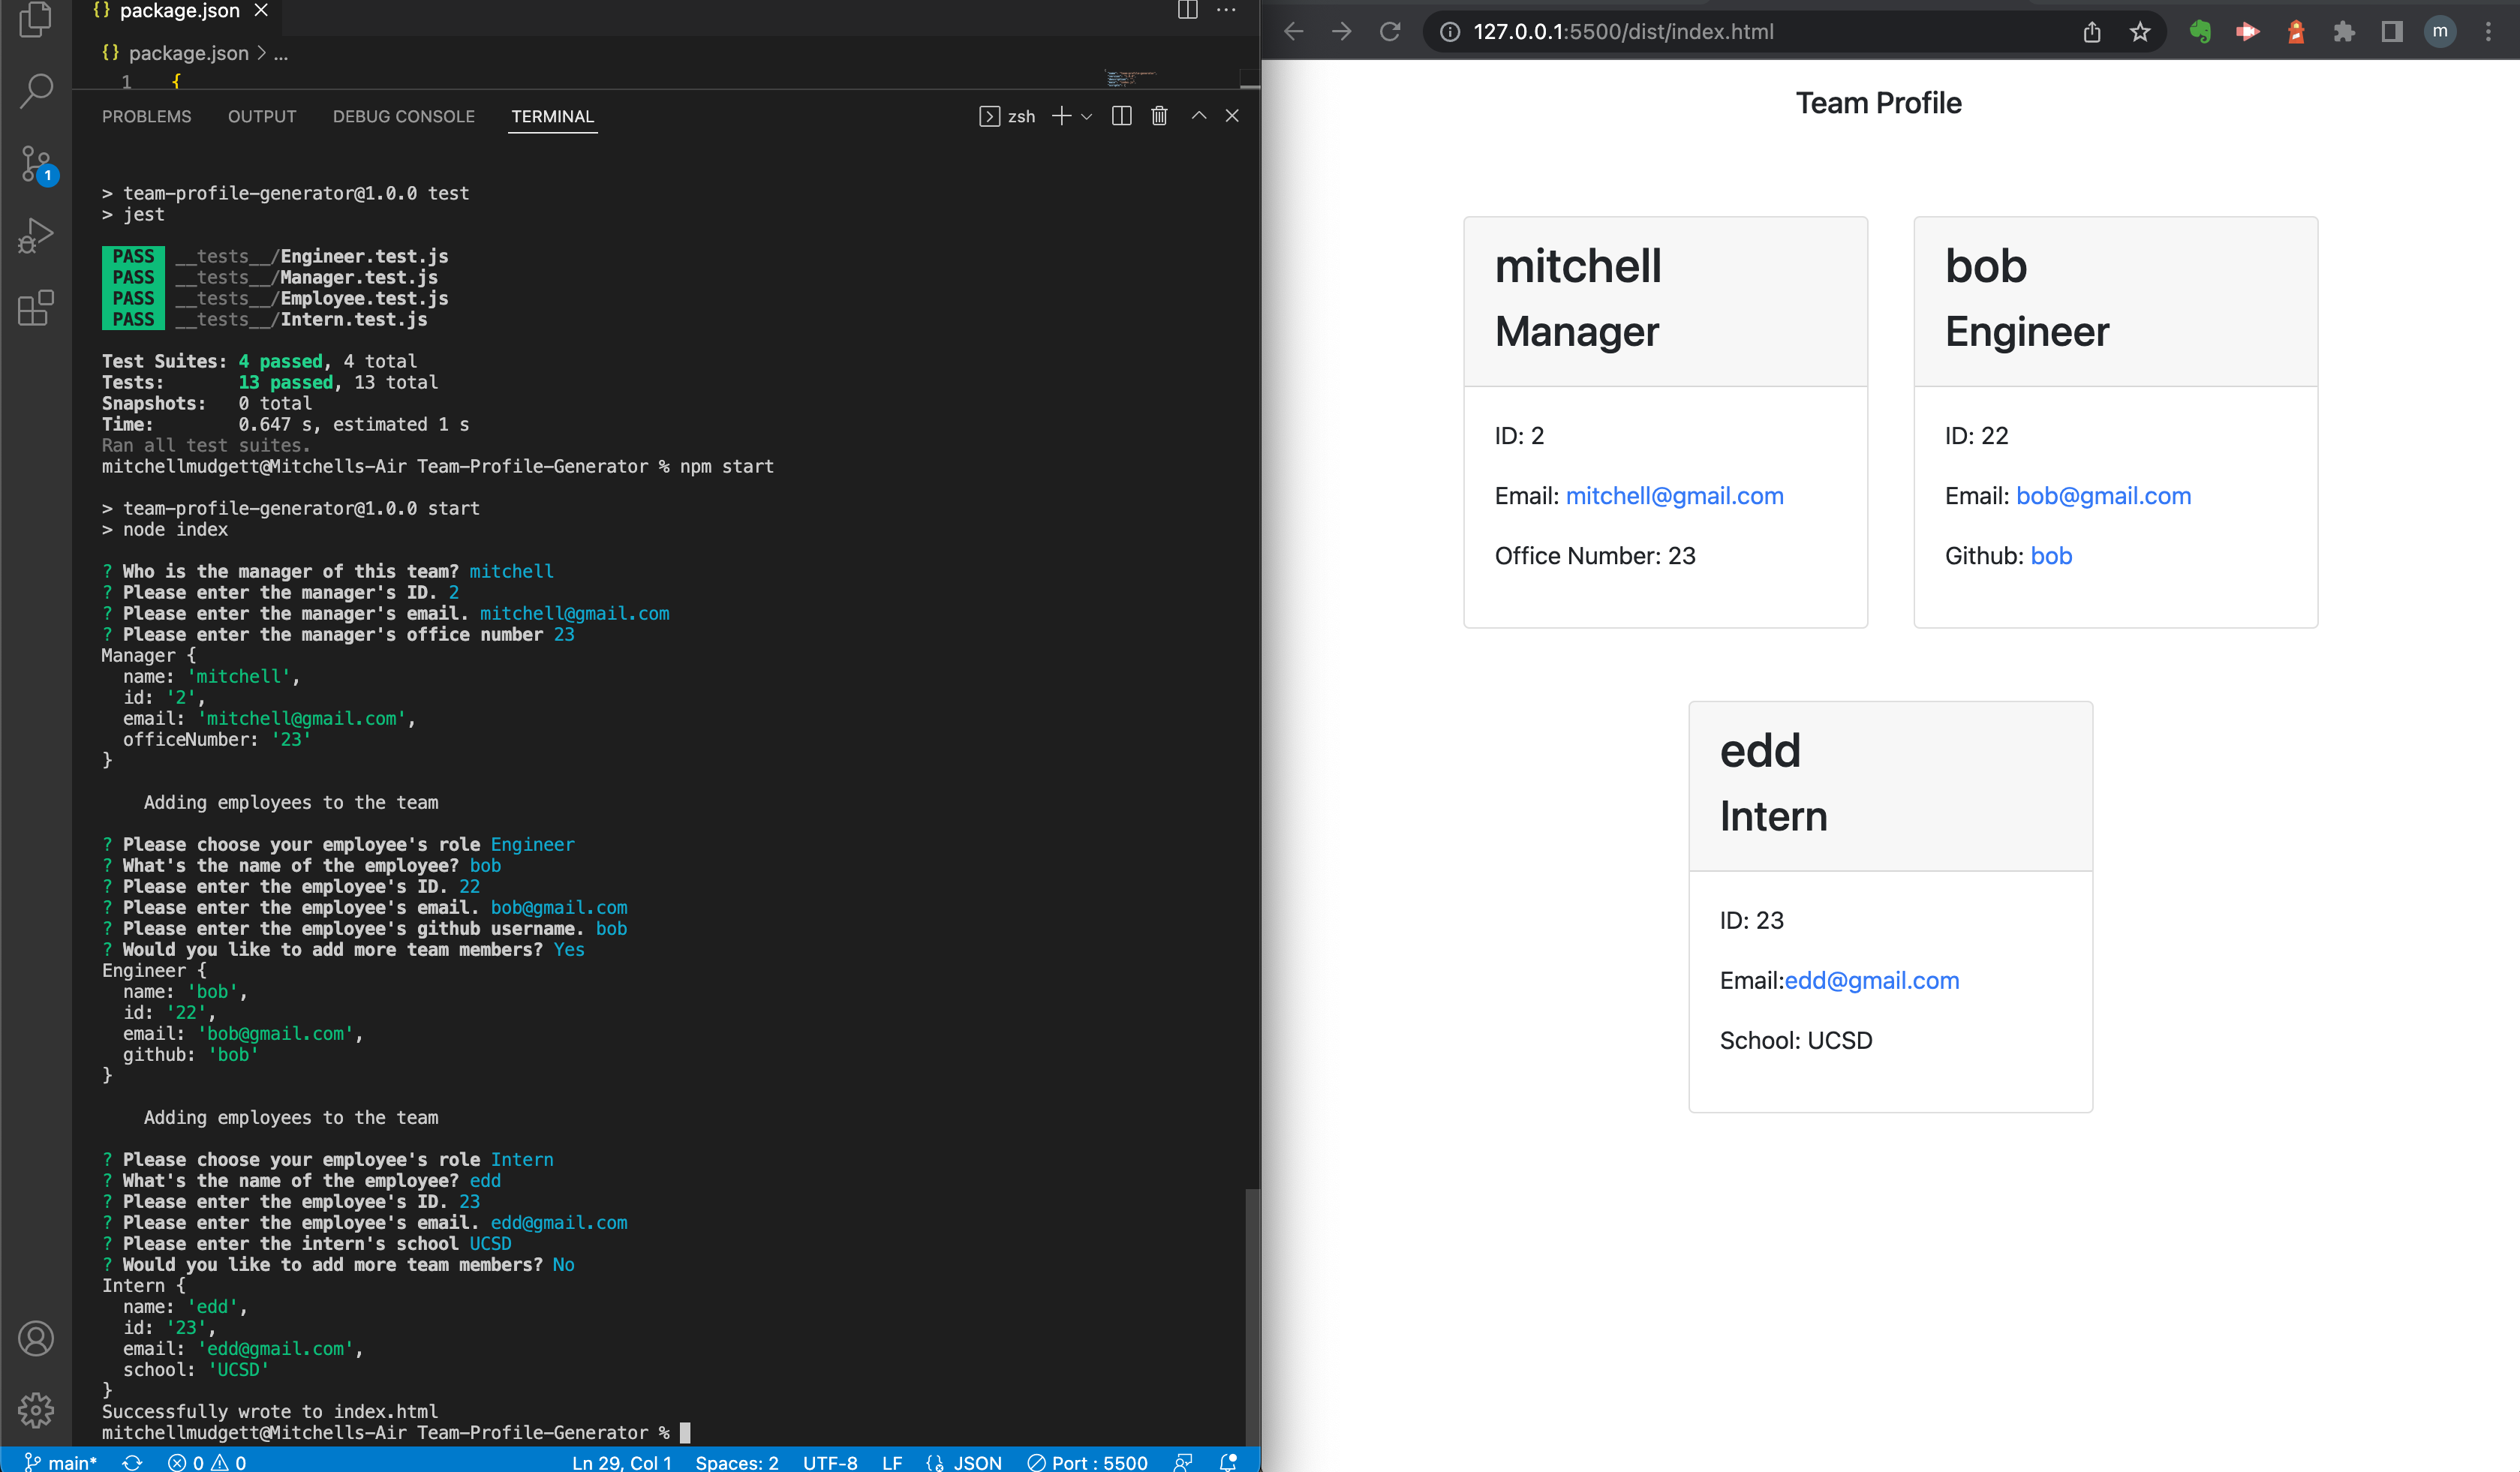 {} package.json ×
{} package.json > ...
1 {
PROBLEMS OUTPUT DEBUG CONSOLE TERMINAL zsh
1
> team-profile-generator@1.0.0 test
> jest
PASS __tests__/Engineer.test.js
PASS __tests__/Manager.test.js
PASS __tests__/Employee.test.js
PASS __tests__/Intern.test.js
Test Suites: 4 passed, 4 total
Tests: 13 passed, 13 total
Snapshots: 0 total
Time: 0.647 s, estimated 1 s
Ran all test suites.
mitchellmudgett@Mitchells-Air Team-Profile-Generator % npm start
> team-profile-generator@1.0.0 start
> node index
? Who is the manager of this team? mitchell
? Please enter the manager's ID. 2
? Please enter the manager's email. mitchell@gmail.com
? Please enter the manager's office number 23
Manager {
name: 'mitchell',
id: '2',
email: 'mitchell@gmail.com',
officeNumber: '23'
}
Adding employees to the team
? Please choose your employee's role Engineer
? What's the name of the employee? bob
? Please enter the employee's ID. 22
? Please enter the employee's email. bob@gmail.com
? Please enter the employee's github username. bob
? Would you like to add more team members? Yes
Engineer {
name: 'bob',
id: '22',
email: 'bob@gmail.com',
github: 'bob'
}
Adding employees to the team
? Please choose your employee's role Intern
? What's the name of the employee? edd
? Please enter the employee's ID. 23
? Please enter the employee's email. edd@gmail.com
? Please enter the intern's school UCSD
? Would you like to add more team members? No
Intern {
name: 'edd',
id: '23',
email: 'edd@gmail.com',
school: 'UCSD'
}
Successfully wrote to index.html
mitchellmudgett@Mitchells-Air Team-Profile-Generator %
main* 0 0 Ln 29, Col 1 Spaces: 2 UTF-8 LF {} JSON Port : 5500
127.0.0.1:5500/dist/index.html m
Team Profile
mitchell
Manager
ID: 2
Email: mitchell@gmail.com
Office Number: 23
bob
Engineer
ID: 22
Email: bob@gmail.com
Github: bob
edd
Intern
ID: 23
Email:edd@gmail.com
School: UCSD